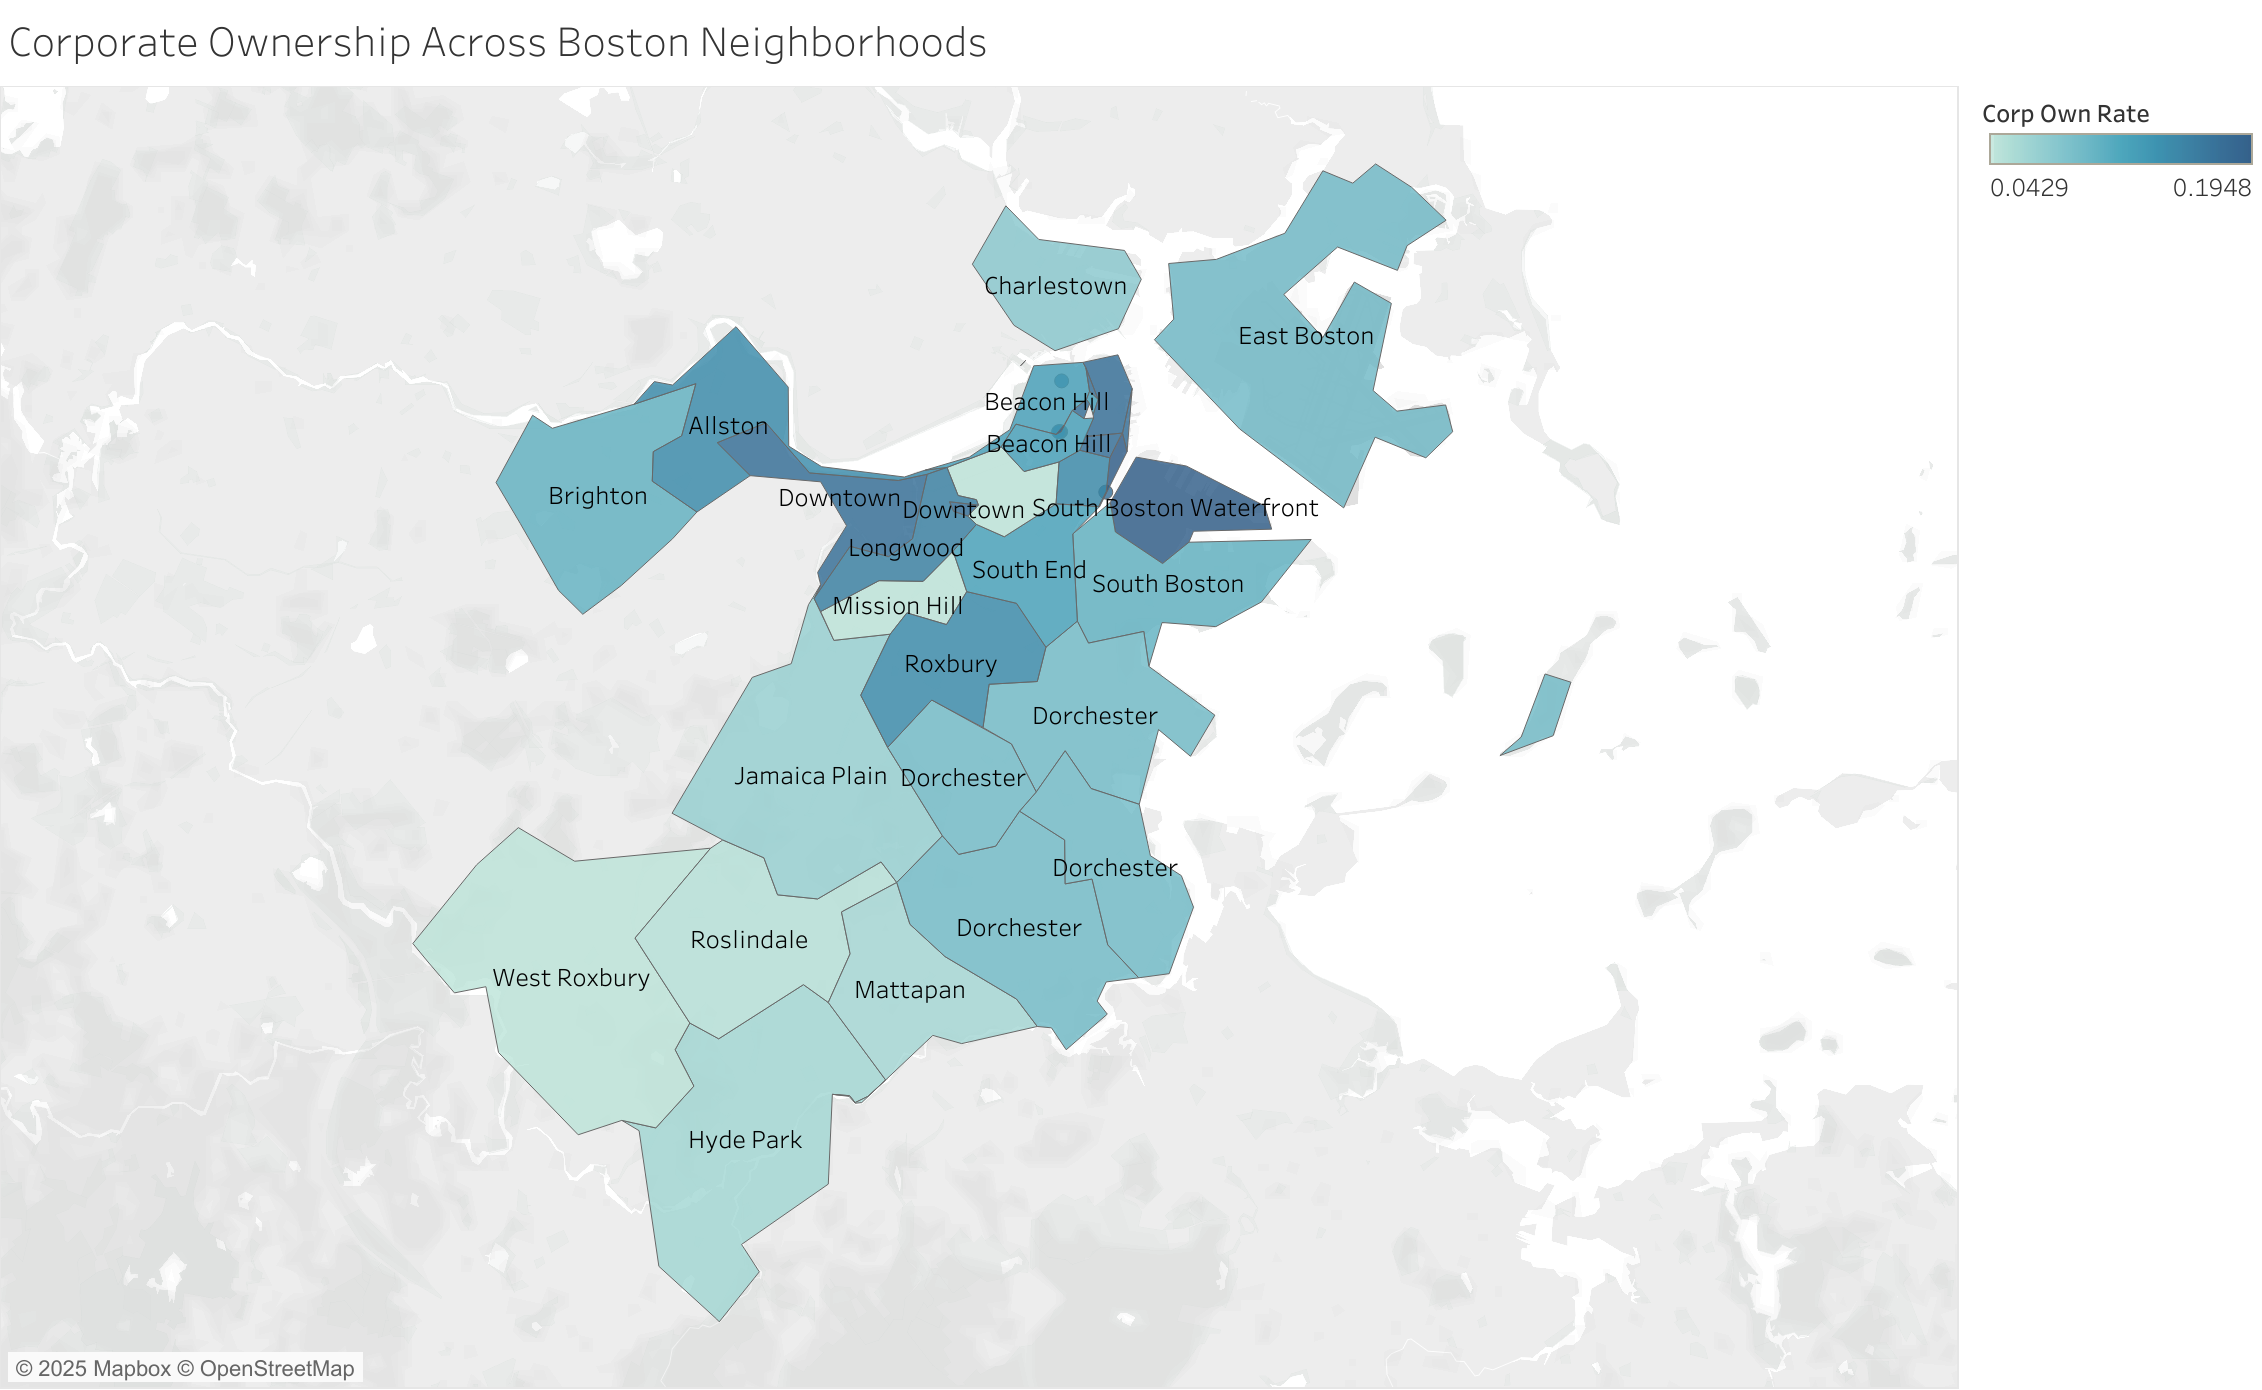 Corporate Ownership Across Boston Neighborhoods
Corp Own Rate
0.0429 0.1948
Charlestown
East Boston
Beacon Hill
Allston
Beacon Hill
Brighton
Downtown
Downtown
South Boston Waterfront
Longwood
South End
South Boston
Mission Hill
Roxbury
Dorchester
Jamaica Plain
Dorchester
Dorchester
Dorchester
Roslindale
West Roxbury
Mattapan
Hyde Park
© 2025 Mapbox © OpenStreetMap